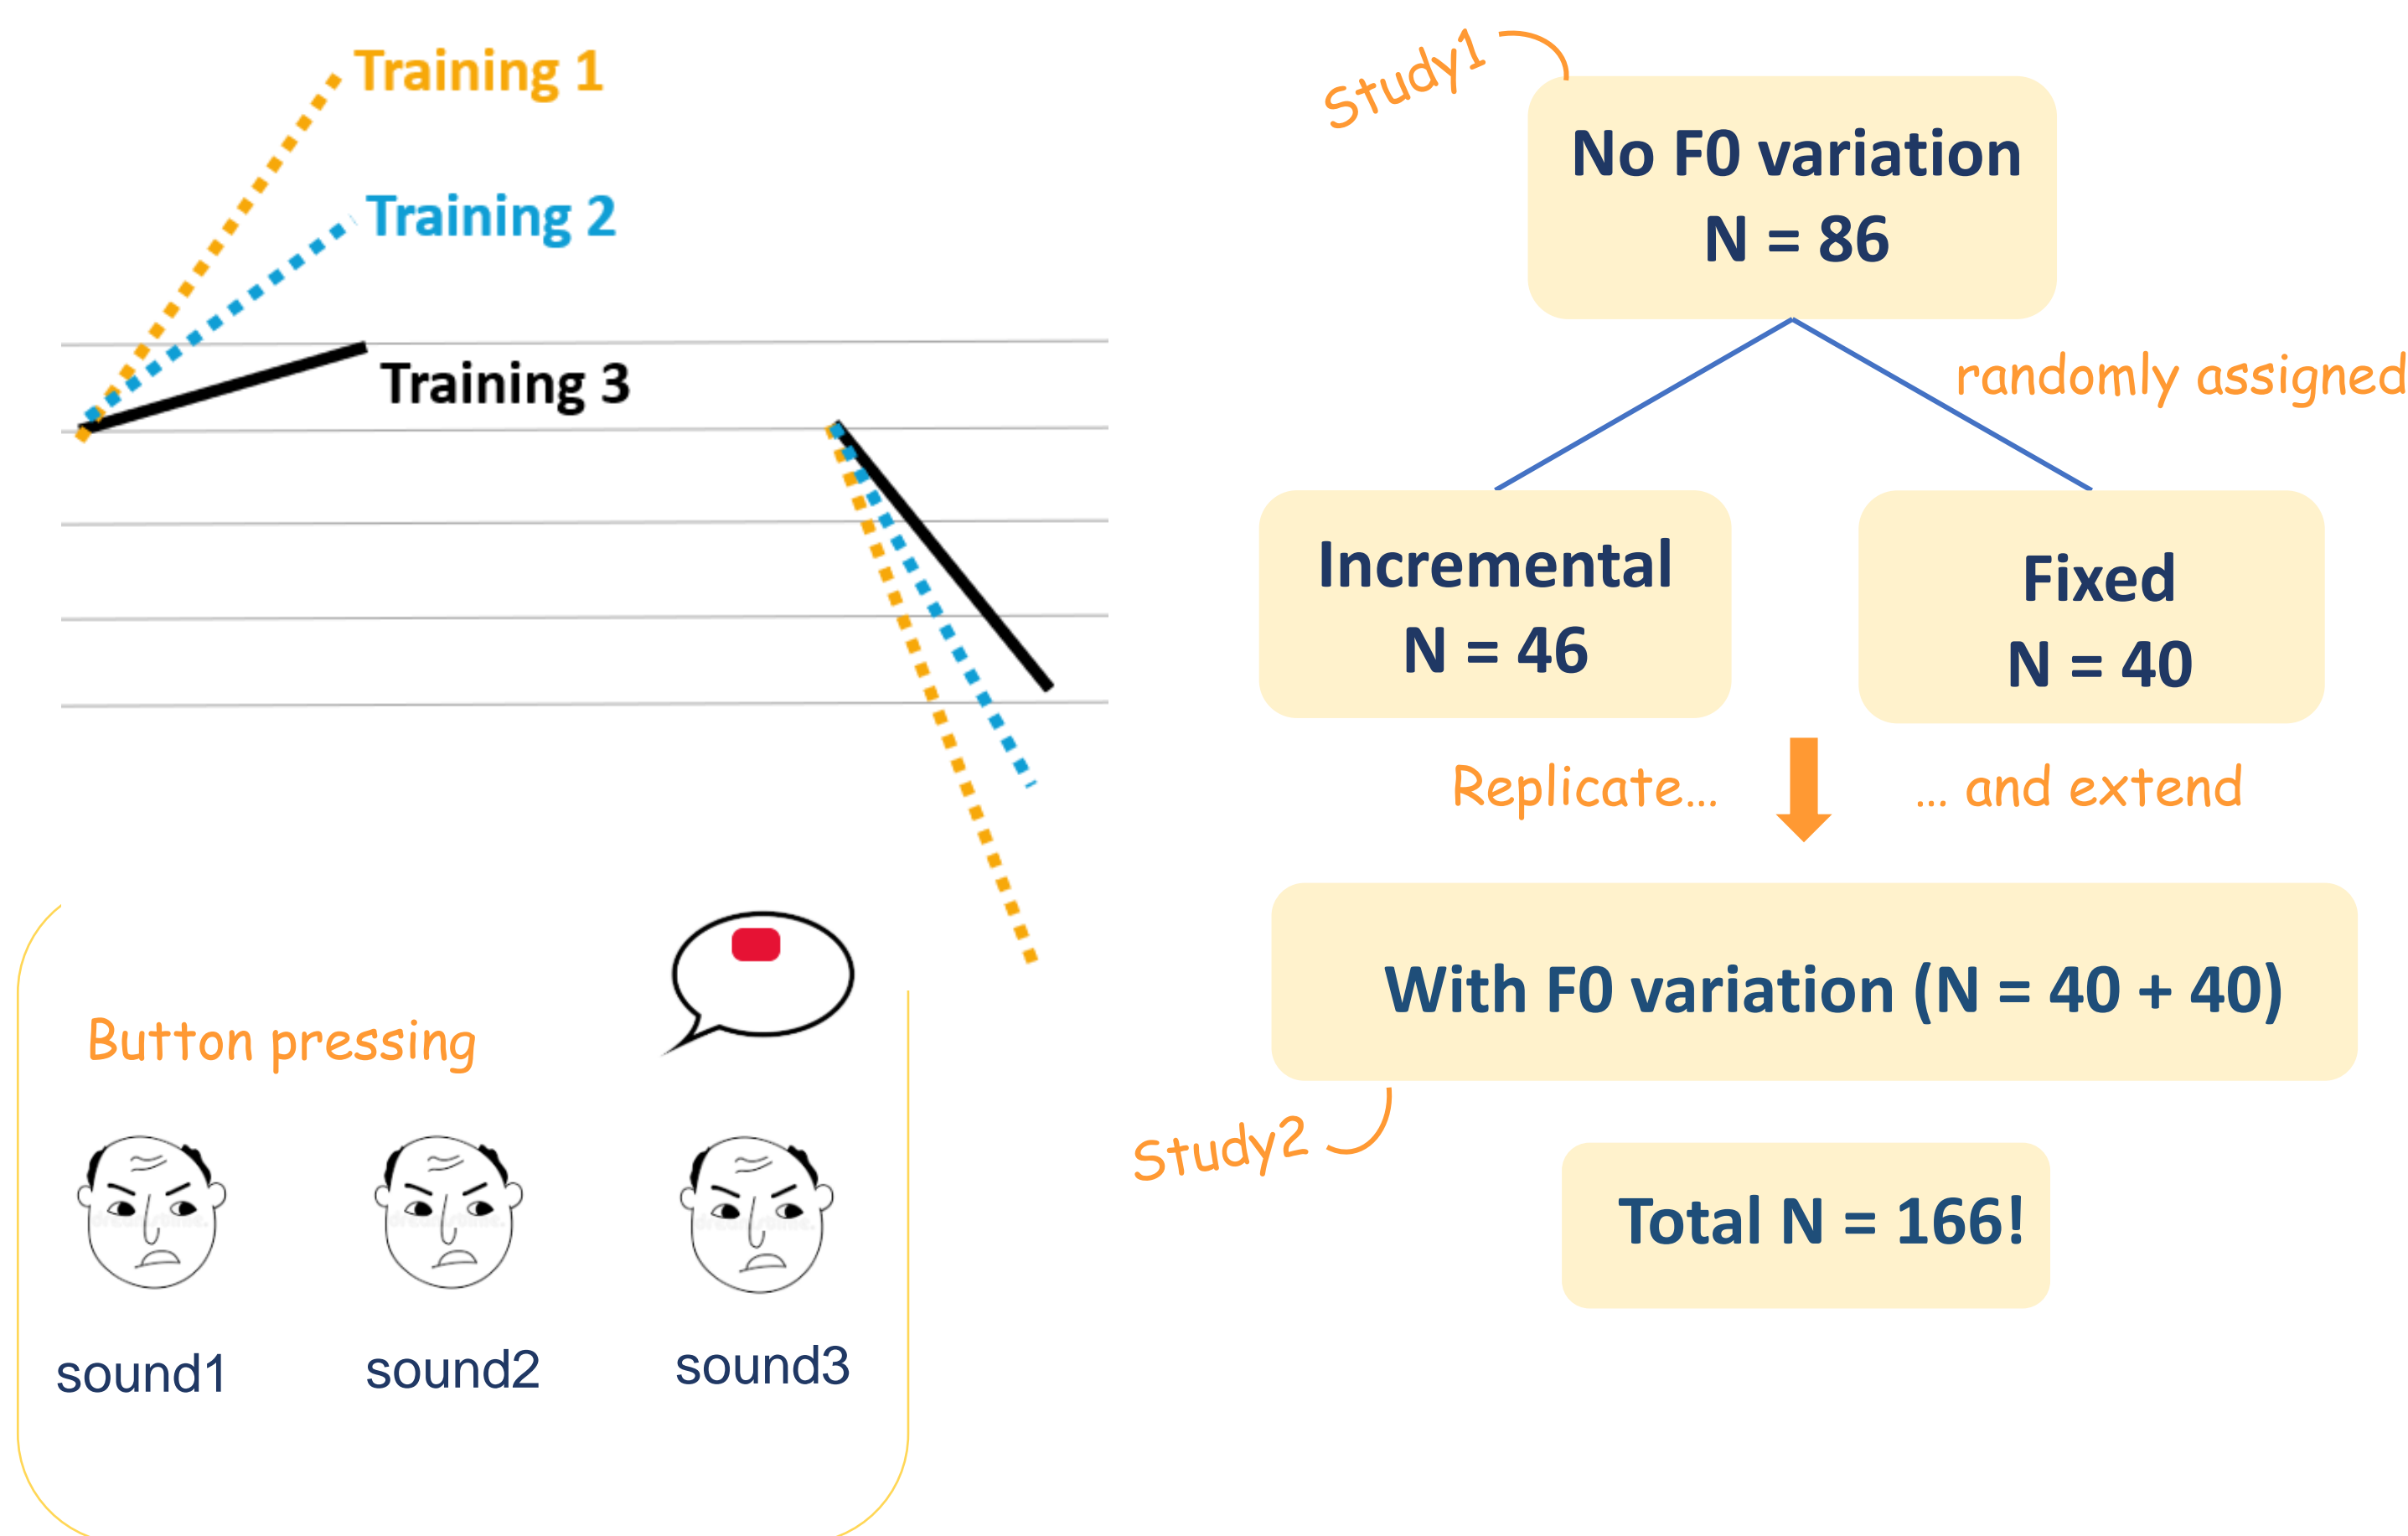 Training 1
Training 2
Training 3
Button pressing
sound1
sound2
sound3
Study1
No F0 variation
N = 86
randomly assigned
Incremental
N = 46
Fixed
N = 40
Replicate...
... and extend
With F0 variation (N = 40 + 40)
Study2
Total N = 166!